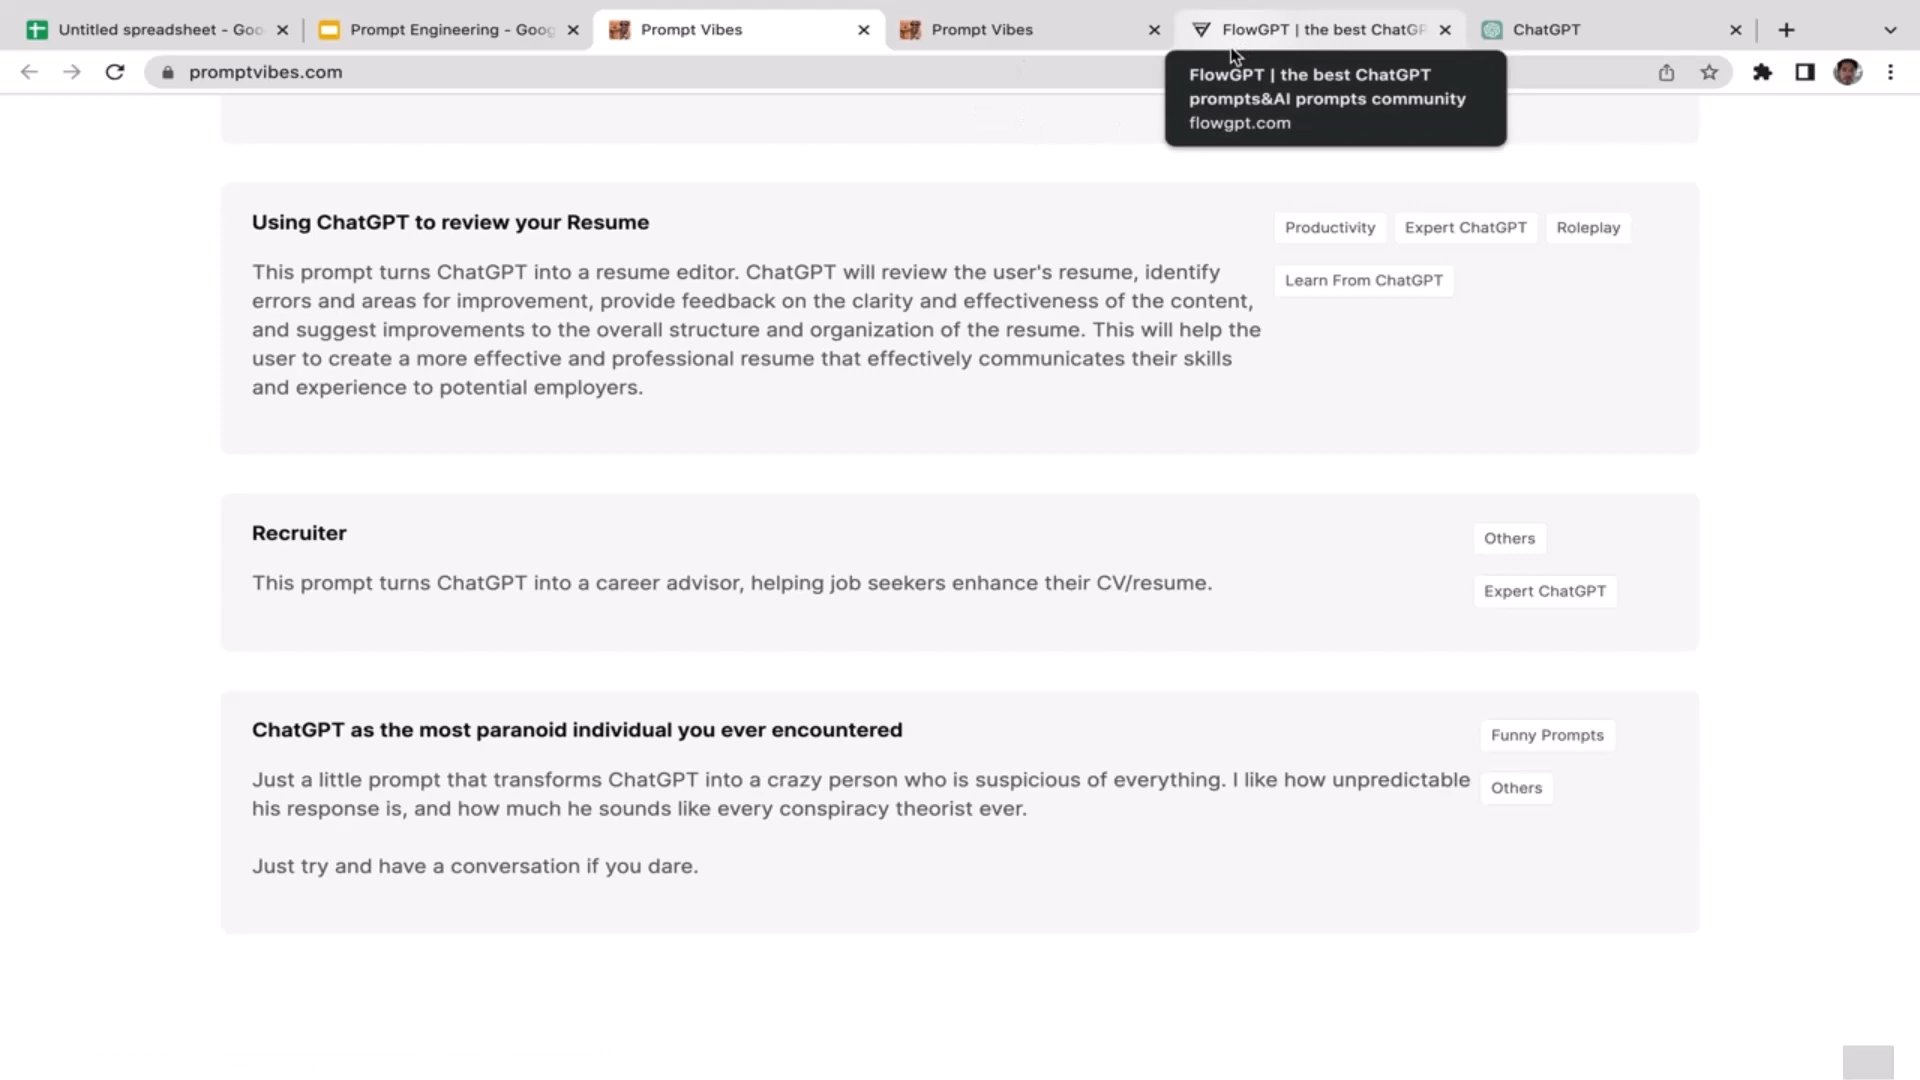 Untitled spreadsheet - Goo
Prompt Engineering - Goog
Prompt Vibes
Prompt Vibes
FlowGPT | the best ChatGP
ChatGPT
promptvibes.com
FlowGPT | the best ChatGPT
prompts&AI prompts community
flowgpt.com
Using ChatGPT to review your Resume
Productivity
Expert ChatGPT
Roleplay
Learn From ChatGPT
This prompt turns ChatGPT into a resume editor. ChatGPT will review the user's resume, identify
errors and areas for improvement, provide feedback on the clarity and effectiveness of the content,
and suggest improvements to the overall structure and organization of the resume. This will help the
user to create a more effective and professional resume that effectively communicates their skills
and experience to potential employers.
Recruiter
Others
Expert ChatGPT
This prompt turns ChatGPT into a career advisor, helping job seekers enhance their CV/resume.
ChatGPT as the most paranoid individual you ever encountered
Funny Prompts
Others
Just a little prompt that transforms ChatGPT into a crazy person who is suspicious of everything. I like how unpredictable
his response is, and how much he sounds like every conspiracy theorist ever.
Just try and have a conversation if you dare.